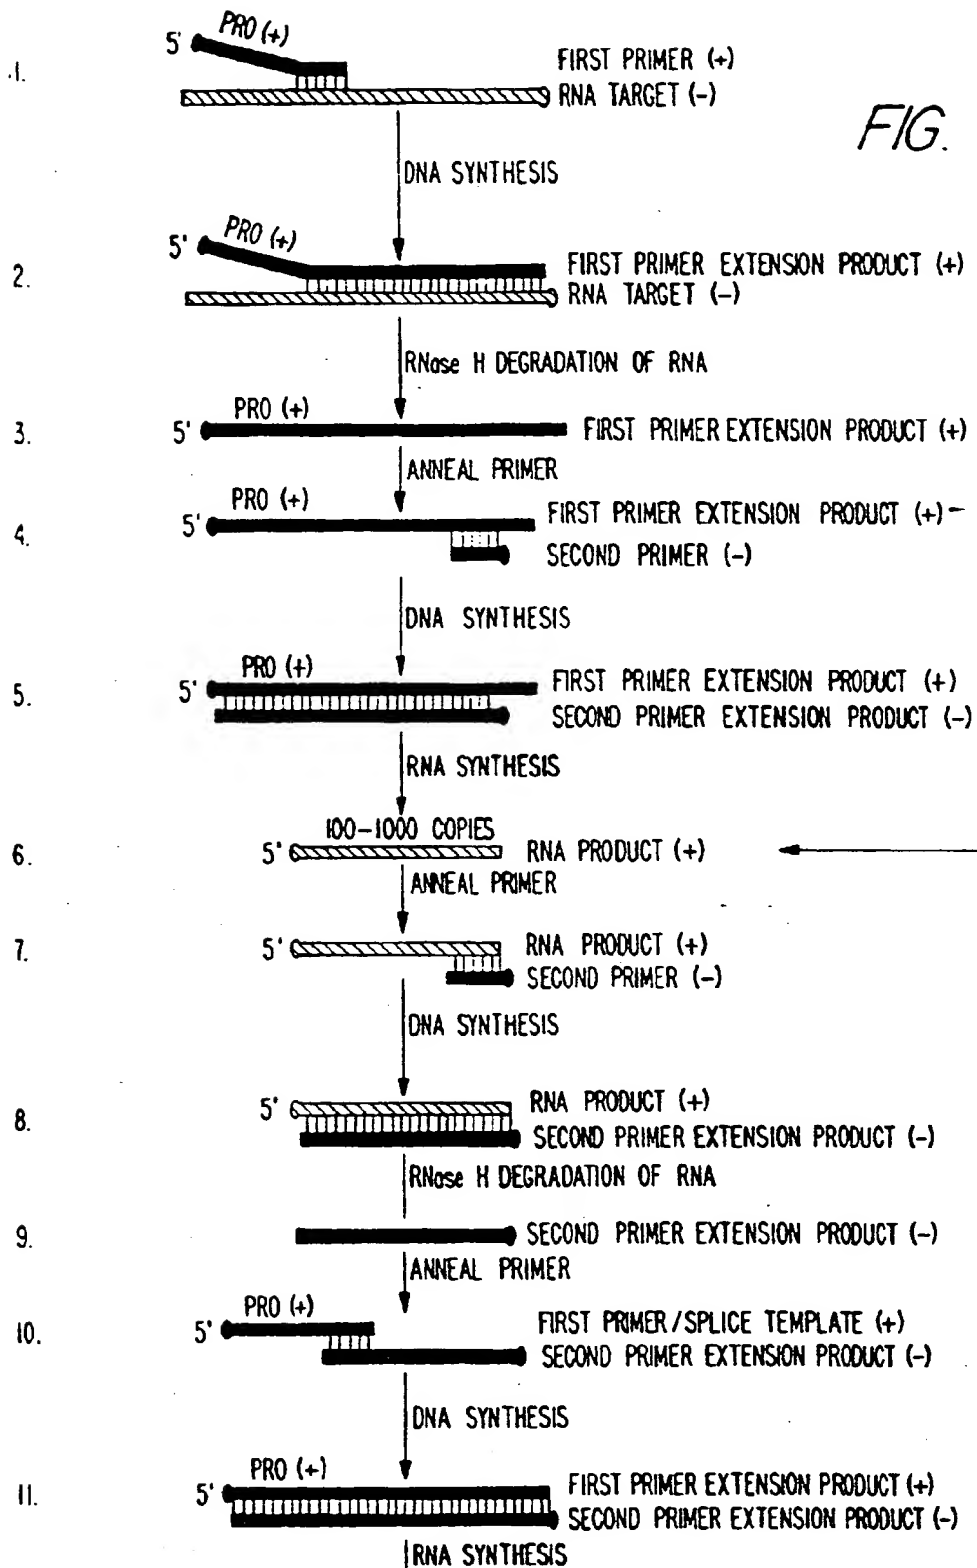 5' PRO (+)
1. FIRST PRIMER (+)
RNA TARGET (-)
FIG.
DNA SYNTHESIS
5' PRO (+)
2. FIRST PRIMER EXTENSION PRODUCT (+)
RNA TARGET (-)
RNase H DEGRADATION OF RNA
PRO (+)
3. 5' FIRST PRIMER EXTENSION PRODUCT (+)
ANNEAL PRIMER
PRO (+)
4. 5' FIRST PRIMER EXTENSION PRODUCT (+)
SECOND PRIMER (-)
DNA SYNTHESIS
PRO (+)
5. 5' FIRST PRIMER EXTENSION PRODUCT (+)
SECOND PRIMER EXTENSION PRODUCT (-)
RNA SYNTHESIS
100-1000 COPIES
6. 5' RNA PRODUCT (+)
ANNEAL PRIMER
7. 5' RNA PRODUCT (+)
SECOND PRIMER (-)
DNA SYNTHESIS
8. 5' RNA PRODUCT (+)
SECOND PRIMER EXTENSION PRODUCT (-)
RNase H DEGRADATION OF RNA
9. SECOND PRIMER EXTENSION PRODUCT (-)
ANNEAL PRIMER
PRO (+)
10. 5' FIRST PRIMER/SPLICE TEMPLATE (+)
SECOND PRIMER EXTENSION PRODUCT (-)
DNA SYNTHESIS
PRO (+)
11. 5' FIRST PRIMER EXTENSION PRODUCT (+)
SECOND PRIMER EXTENSION PRODUCT (-)
RNA SYNTHESIS